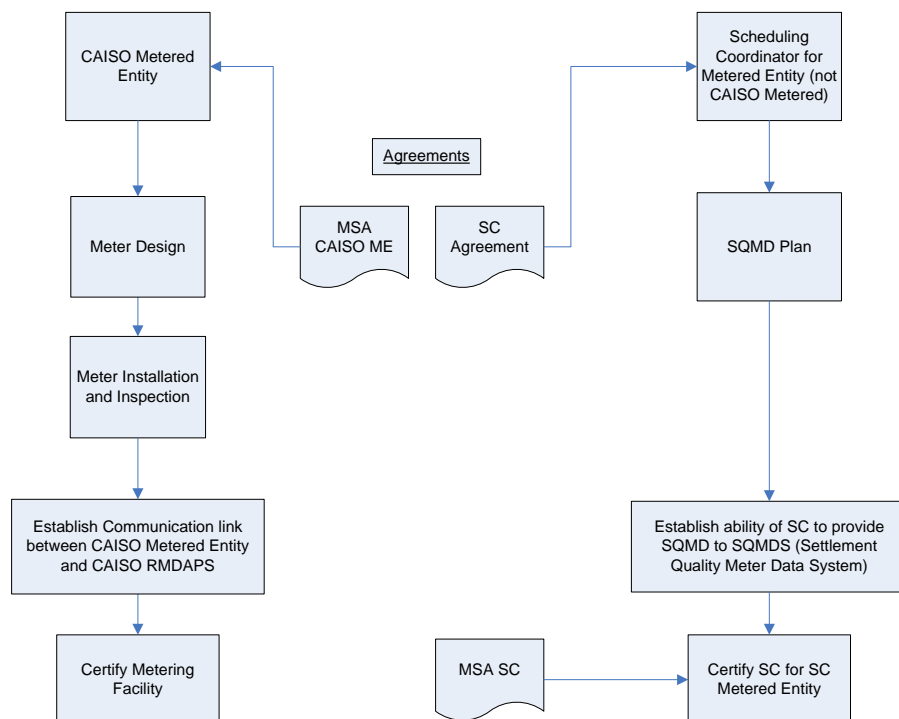 CAISO Metered
Entity
Scheduling
Coordinator for
Metered Entity (not
CAISO Metered)
Agreements
Meter Design
MSA
CAISO ME
SC
Agreement
SQMD Plan
Meter Installation
and Inspection
Establish Communication link
between CAISO Metered Entity
and CAISO RMDAPS
Establish ability of SC to provide
SQMD to SQMDS (Settlement
Quality Meter Data System)
Certify Metering
Facility
MSA SC
Certify SC for SC
Metered Entity